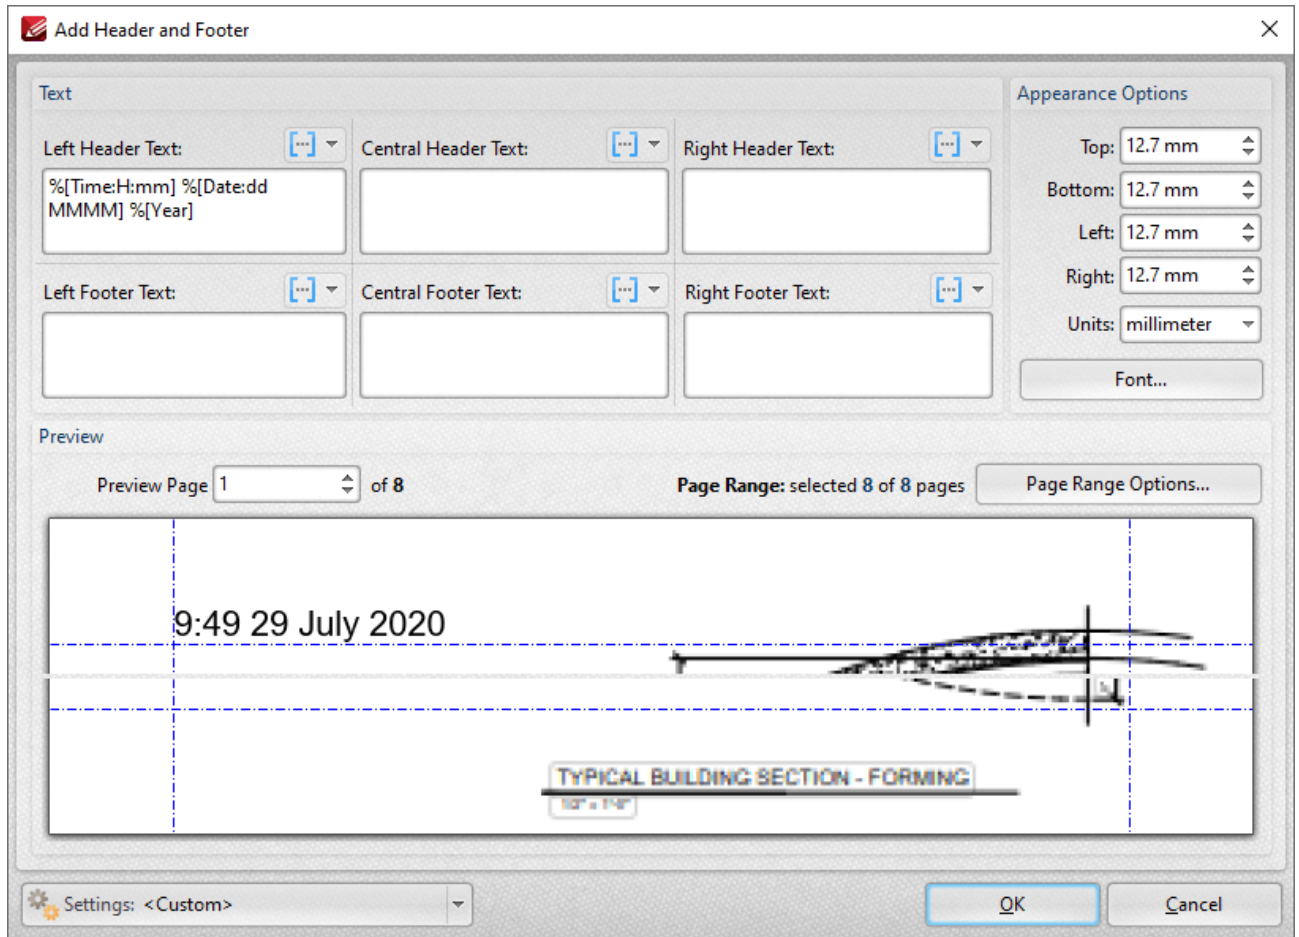 Add Header and Footer
Text
Appearance Options
Left Header Text:
Central Header Text:
Right Header Text:
%[Time:H:mm] %[Date:dd
MMMM] %[Year]
Top: 12.7 mm
Bottom: 12.7 mm
Left: 12.7 mm
Right: 12.7 mm
Units: millimeter
Font...
Left Footer Text:
Central Footer Text:
Right Footer Text:
Preview
Preview Page 1 of 8
Page Range: selected 8 of 8 pages
Page Range Options...
9:49 29 July 2020
TYPICAL BUILDING SECTION - FORMING
Settings: <Custom>
OK
Cancel